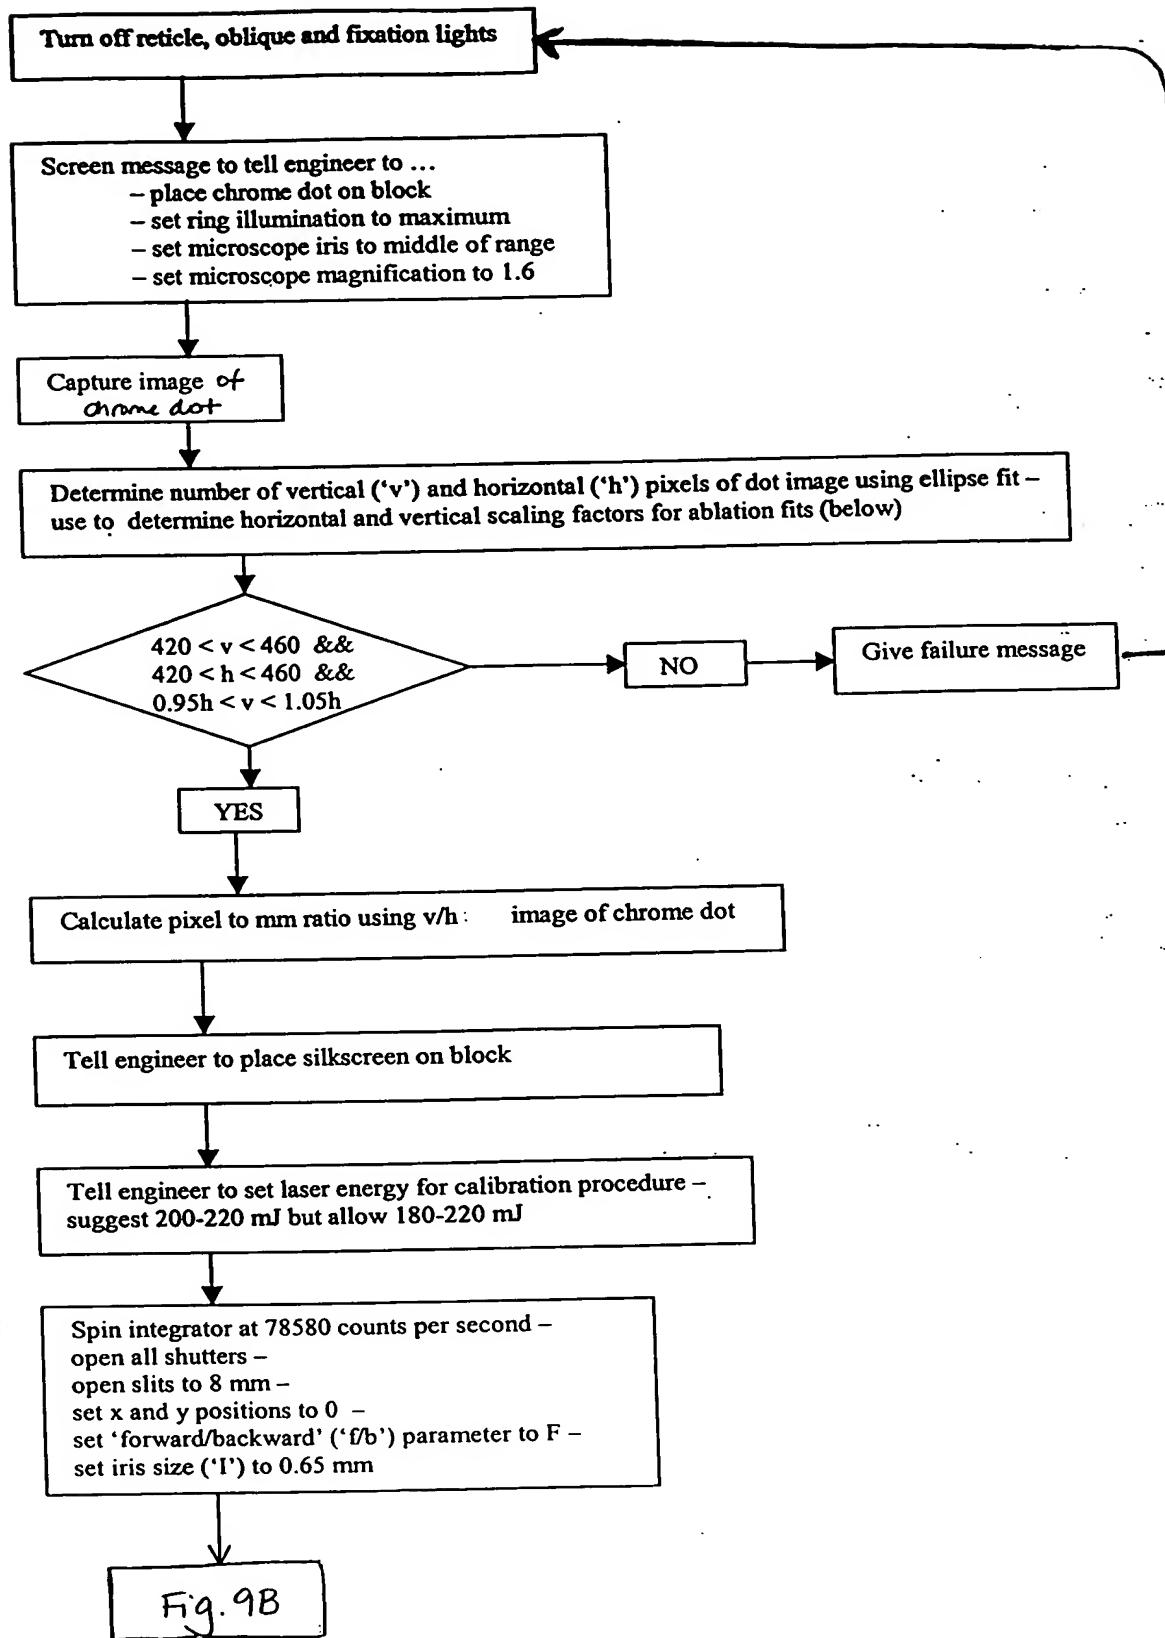 Turn off reticle, oblique and fixation lights
Screen message to tell engineer to ...
– place chrome dot on block
– set ring illumination to maximum
– set microscope iris to middle of range
– set microscope magnification to 1.6
Capture image of
chrome dot
Determine number of vertical (‘v’) and horizontal (‘h’) pixels of dot image using ellipse fit –
use to determine horizontal and vertical scaling factors for ablation fits (below)
420 < v < 460 &&
420 < h < 460 &&
0.95h < v < 1.05h
NO
Give failure message
YES
Calculate pixel to mm ratio using v/h : image of chrome dot
Tell engineer to place silkscreen on block
Tell engineer to set laser energy for calibration procedure –
suggest 200-220 mJ but allow 180-220 mJ
Spin integrator at 78580 counts per second –
open all shutters –
open slits to 8 mm –
set x and y positions to 0 –
set ‘forward/backward’ (‘f/b’) parameter to F –
set iris size (‘I’) to 0.65 mm
Fig. 9B